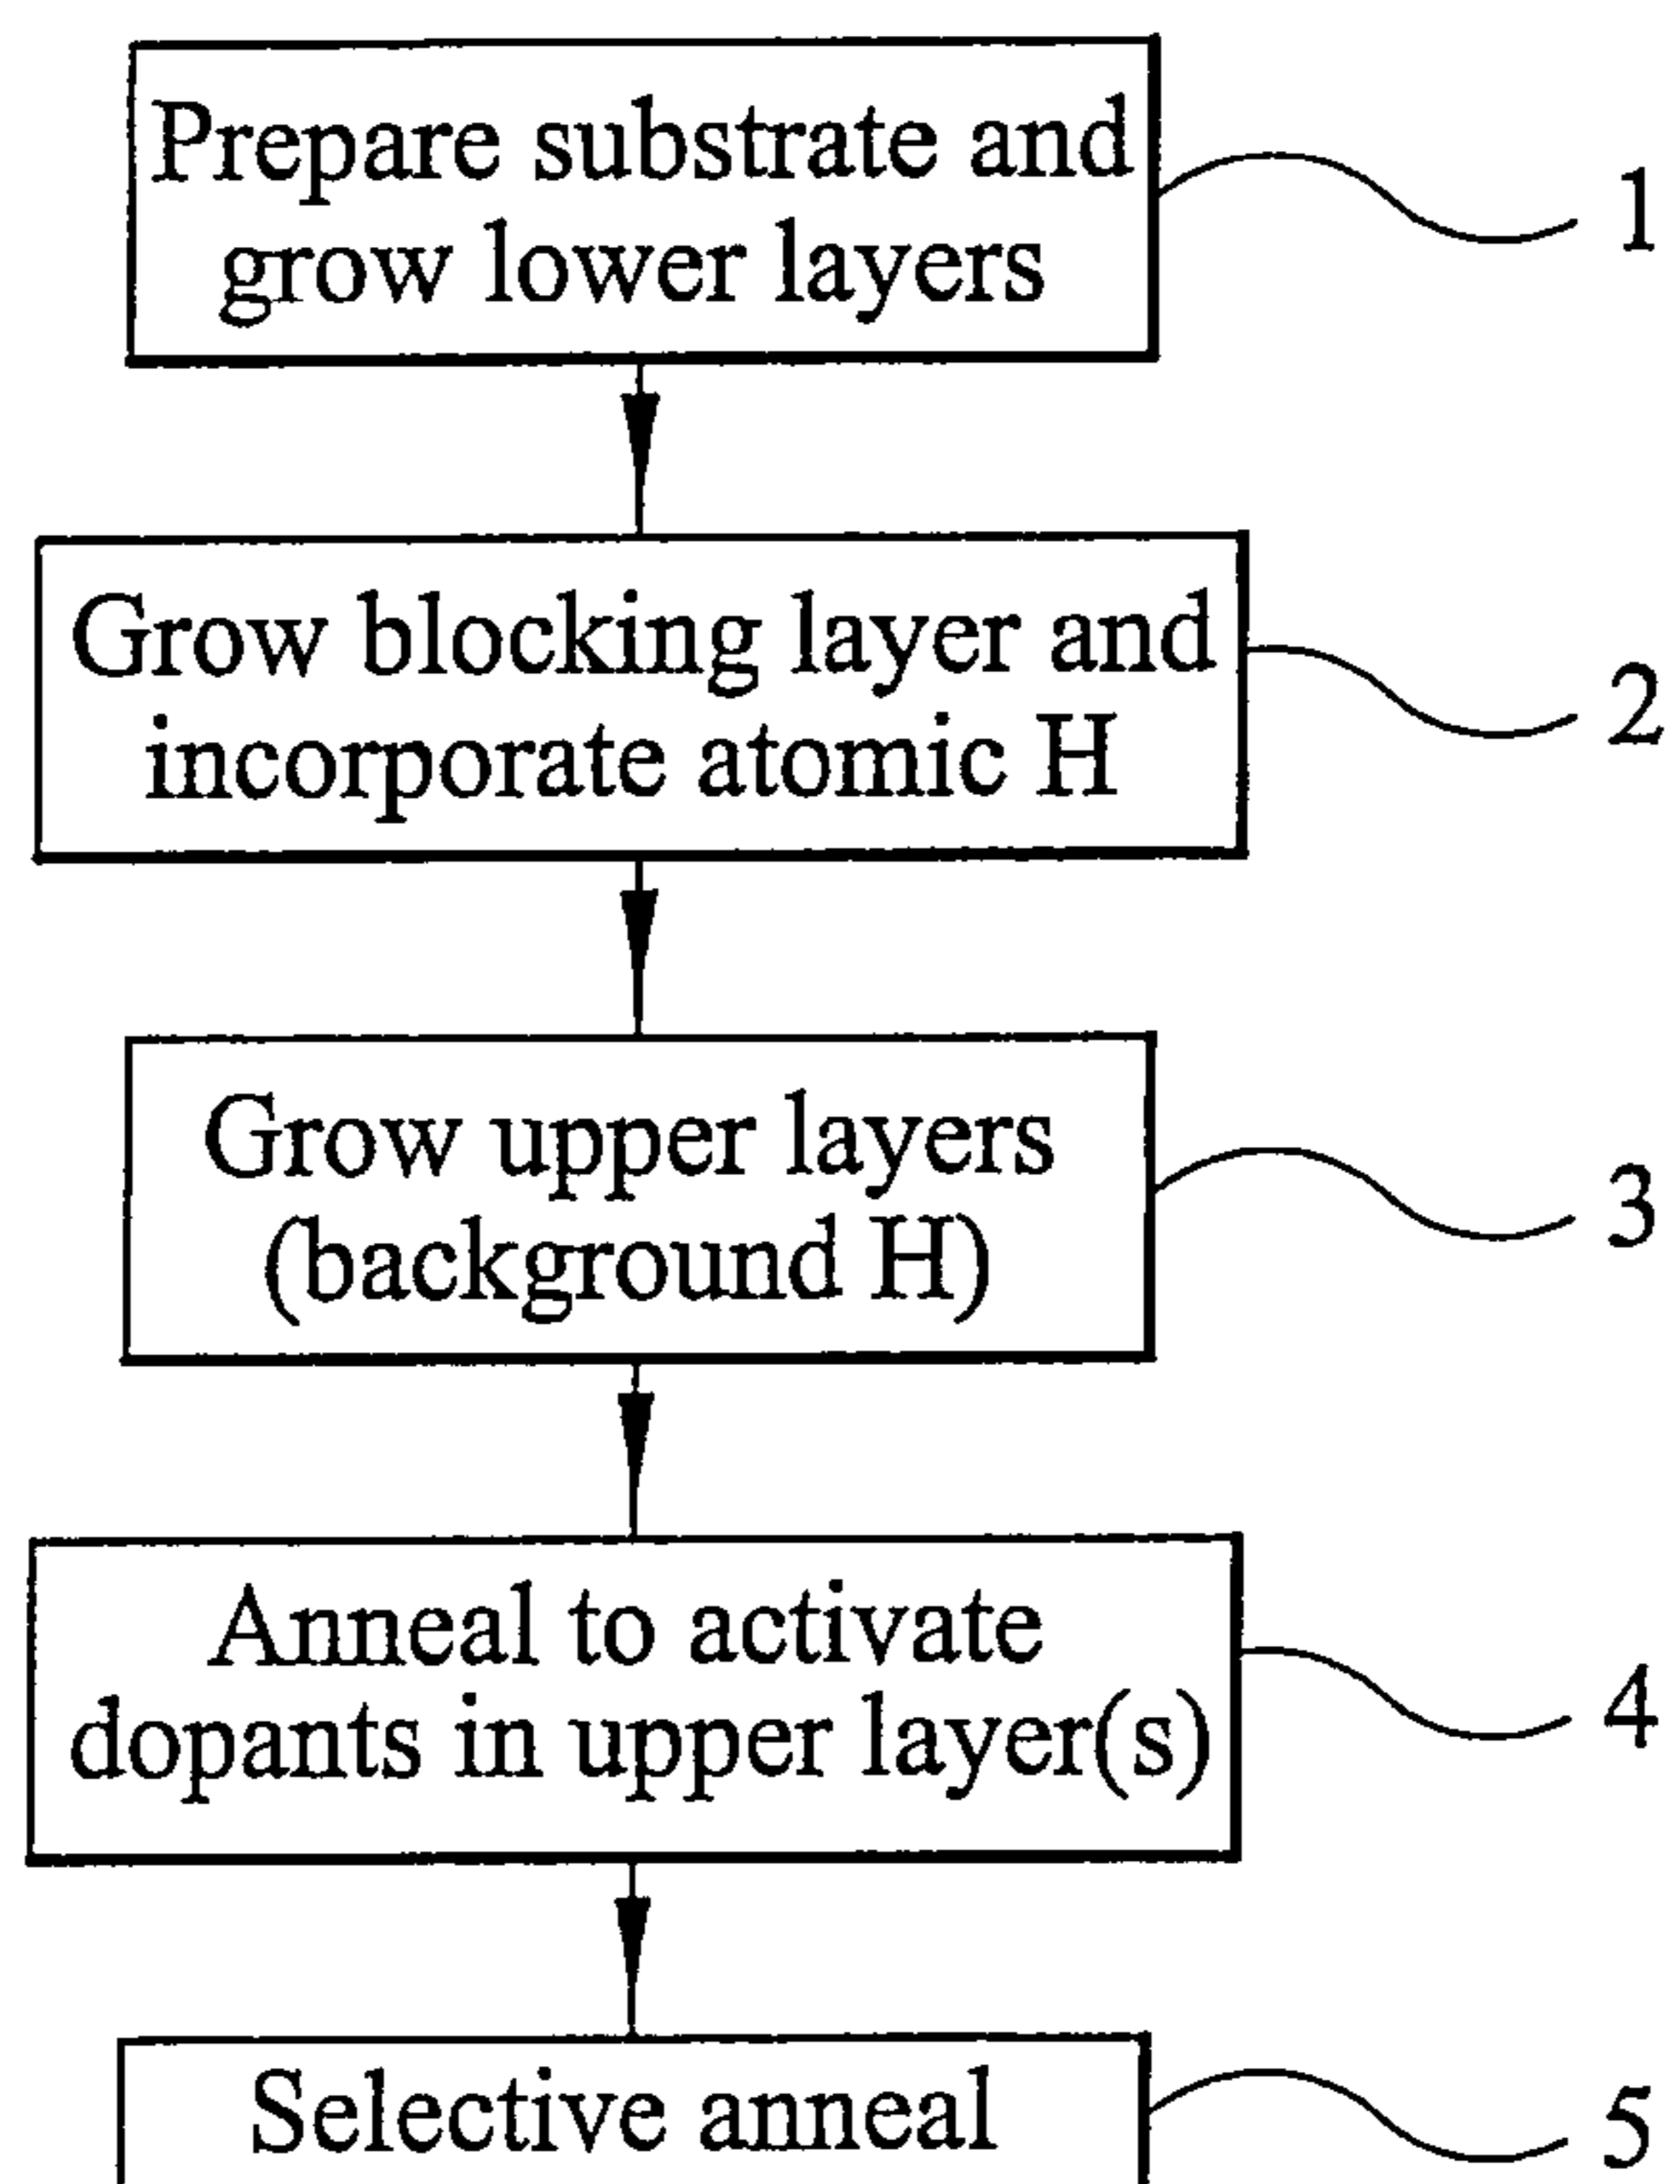 Prepare substrate and
grow lower layers
1
Grow blocking layer and
incorporate atomic H
2
Grow upper layers
(background H)
3
Anneal to activate
dopants in upper layer(s)
4
Selective anneal
5